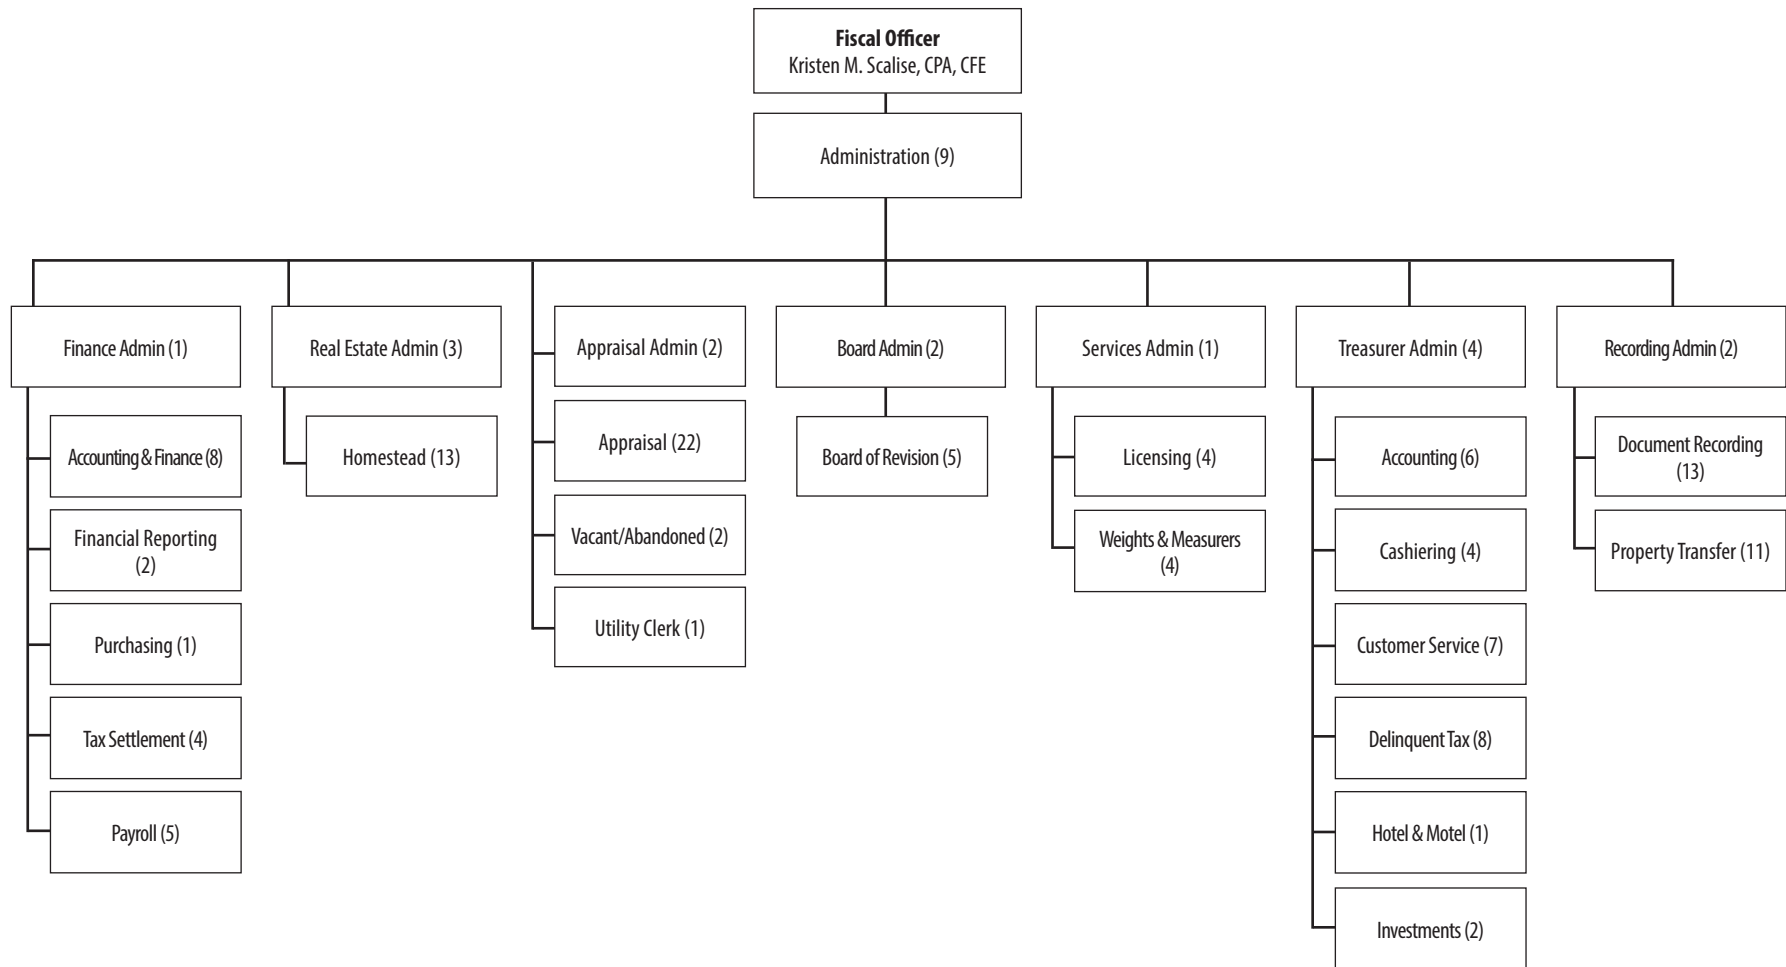 Fiscal Officer
Kristen M. Scalise, CPA, CFE
Administration (9)
Finance Admin (1)
Accounting & Finance (8)
Financial Reporting
(2)
Purchasing (1)
Tax Settlement (4)
Payroll (5)
Real Estate Admin (3)
Homestead (13)
Appraisal Admin (2)
Appraisal (22)
Vacant/Abandoned (2)
Utility Clerk (1)
Board Admin (2)
Board of Revision (5)
Services Admin (1)
Licensing (4)
Weights & Measurers
(4)
Treasurer Admin (4)
Accounting (6)
Cashiering (4)
Customer Service (7)
Delinquent Tax (8)
Hotel & Motel (1)
Investments (2)
Recording Admin (2)
Document Recording
(13)
Property Transfer (11)